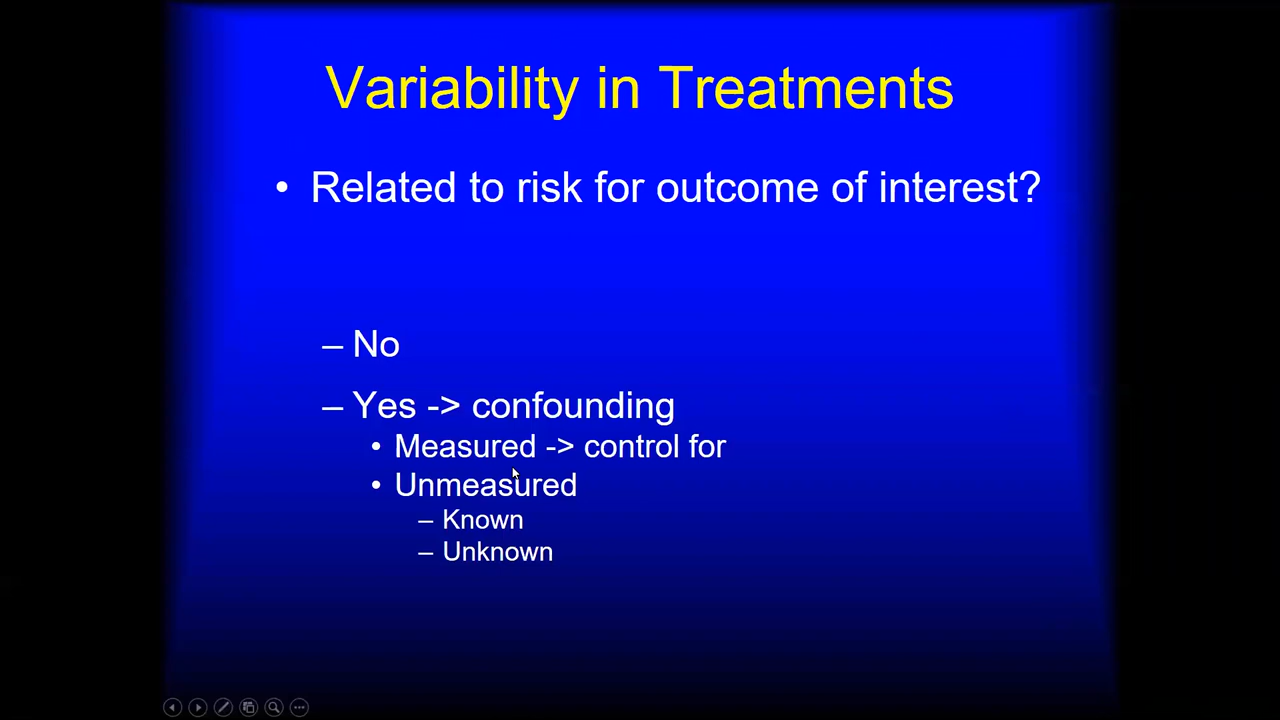 Variability in Treatments
• Related to risk for outcome of interest?
– No
– Yes -> confounding
• Measured -> control for
• Unmeasured
– Known
– Unknown